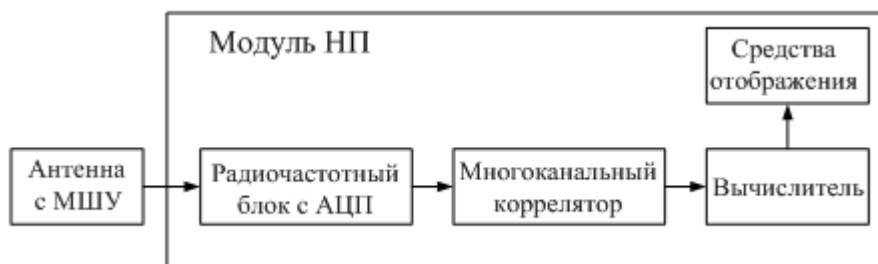 Модуль НП
Средства
отображения
Антенна
с МШУ
Радиочастотный
блок с АЦП
Многоканальный
коррелятор
Вычислитель